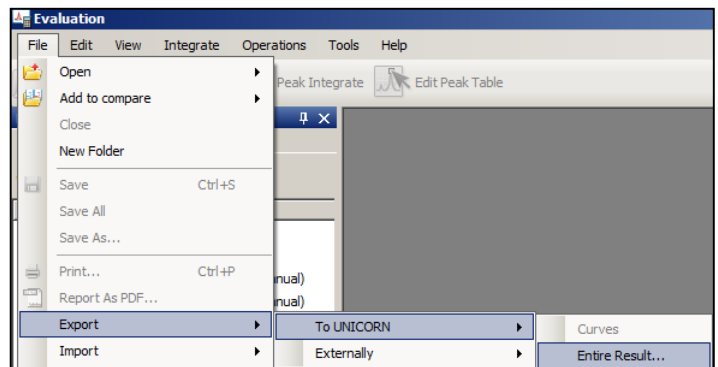 Evaluation
File Edit View Integrate Operations Tools Help
Open
Peak Integrate Edit Peak Table
Add to compare
Close
New Folder
Save Ctrl+S
Save All
Save As...
Print... Ctrl+P
nual)
Report As PDF...
nual)
Export To UNICORN Curves
Import Externally Entire Result...